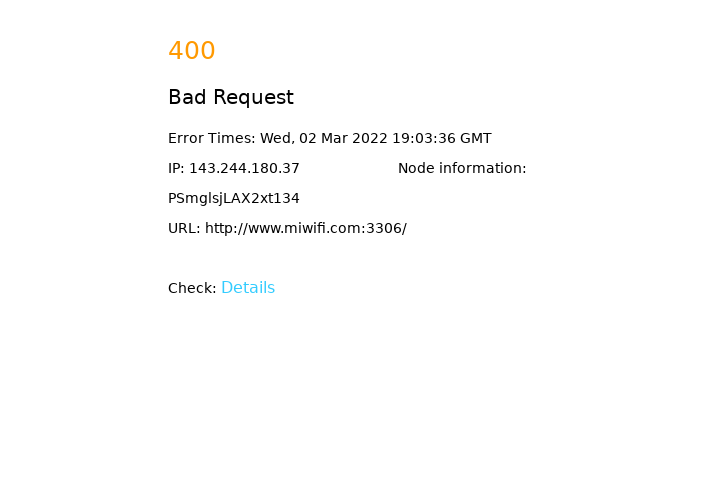 400
Bad Request
Error Times: Wed, 02 Mar 2022 19:03:36 GMT
IP: 143.244.180.37 Node information:
PSmglsjLAX2xt134
URL: http://www.miwifi.com:3306/
Check: Details